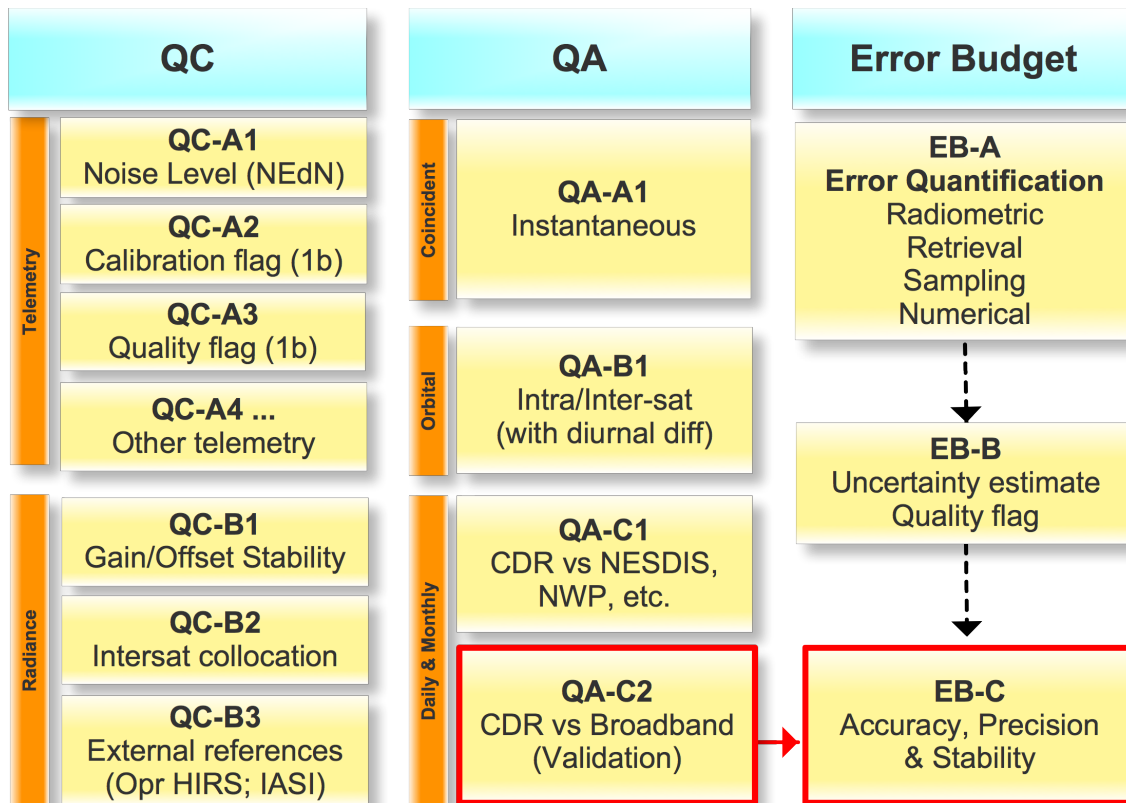 QC
Telemetry
QC-A1
Noise Level (NEdN)
QC-A2
Calibration flag (1b)
QC-A3
Quality flag (1b)
QC-A4 ...
Other telemetry
Radiance
QC-B1
Gain/Offset Stability
QC-B2
Intersat collocation
QC-B3
External references
(Opr HIRS; IASI)
QA
Coincident
QA-A1
Instantaneous
Orbital
QA-B1
Intra/Inter-sat
(with diurnal diff)
Daily & Monthly
QA-C1
CDR vs NESDIS,
NWP, etc.
QA-C2
CDR vs Broadband
(Validation)
Error Budget
EB-A
Error Quantification
Radiometric
Retrieval
Sampling
Numerical
EB-B
Uncertainty estimate
Quality flag
EB-C
Accuracy, Precision
& Stability